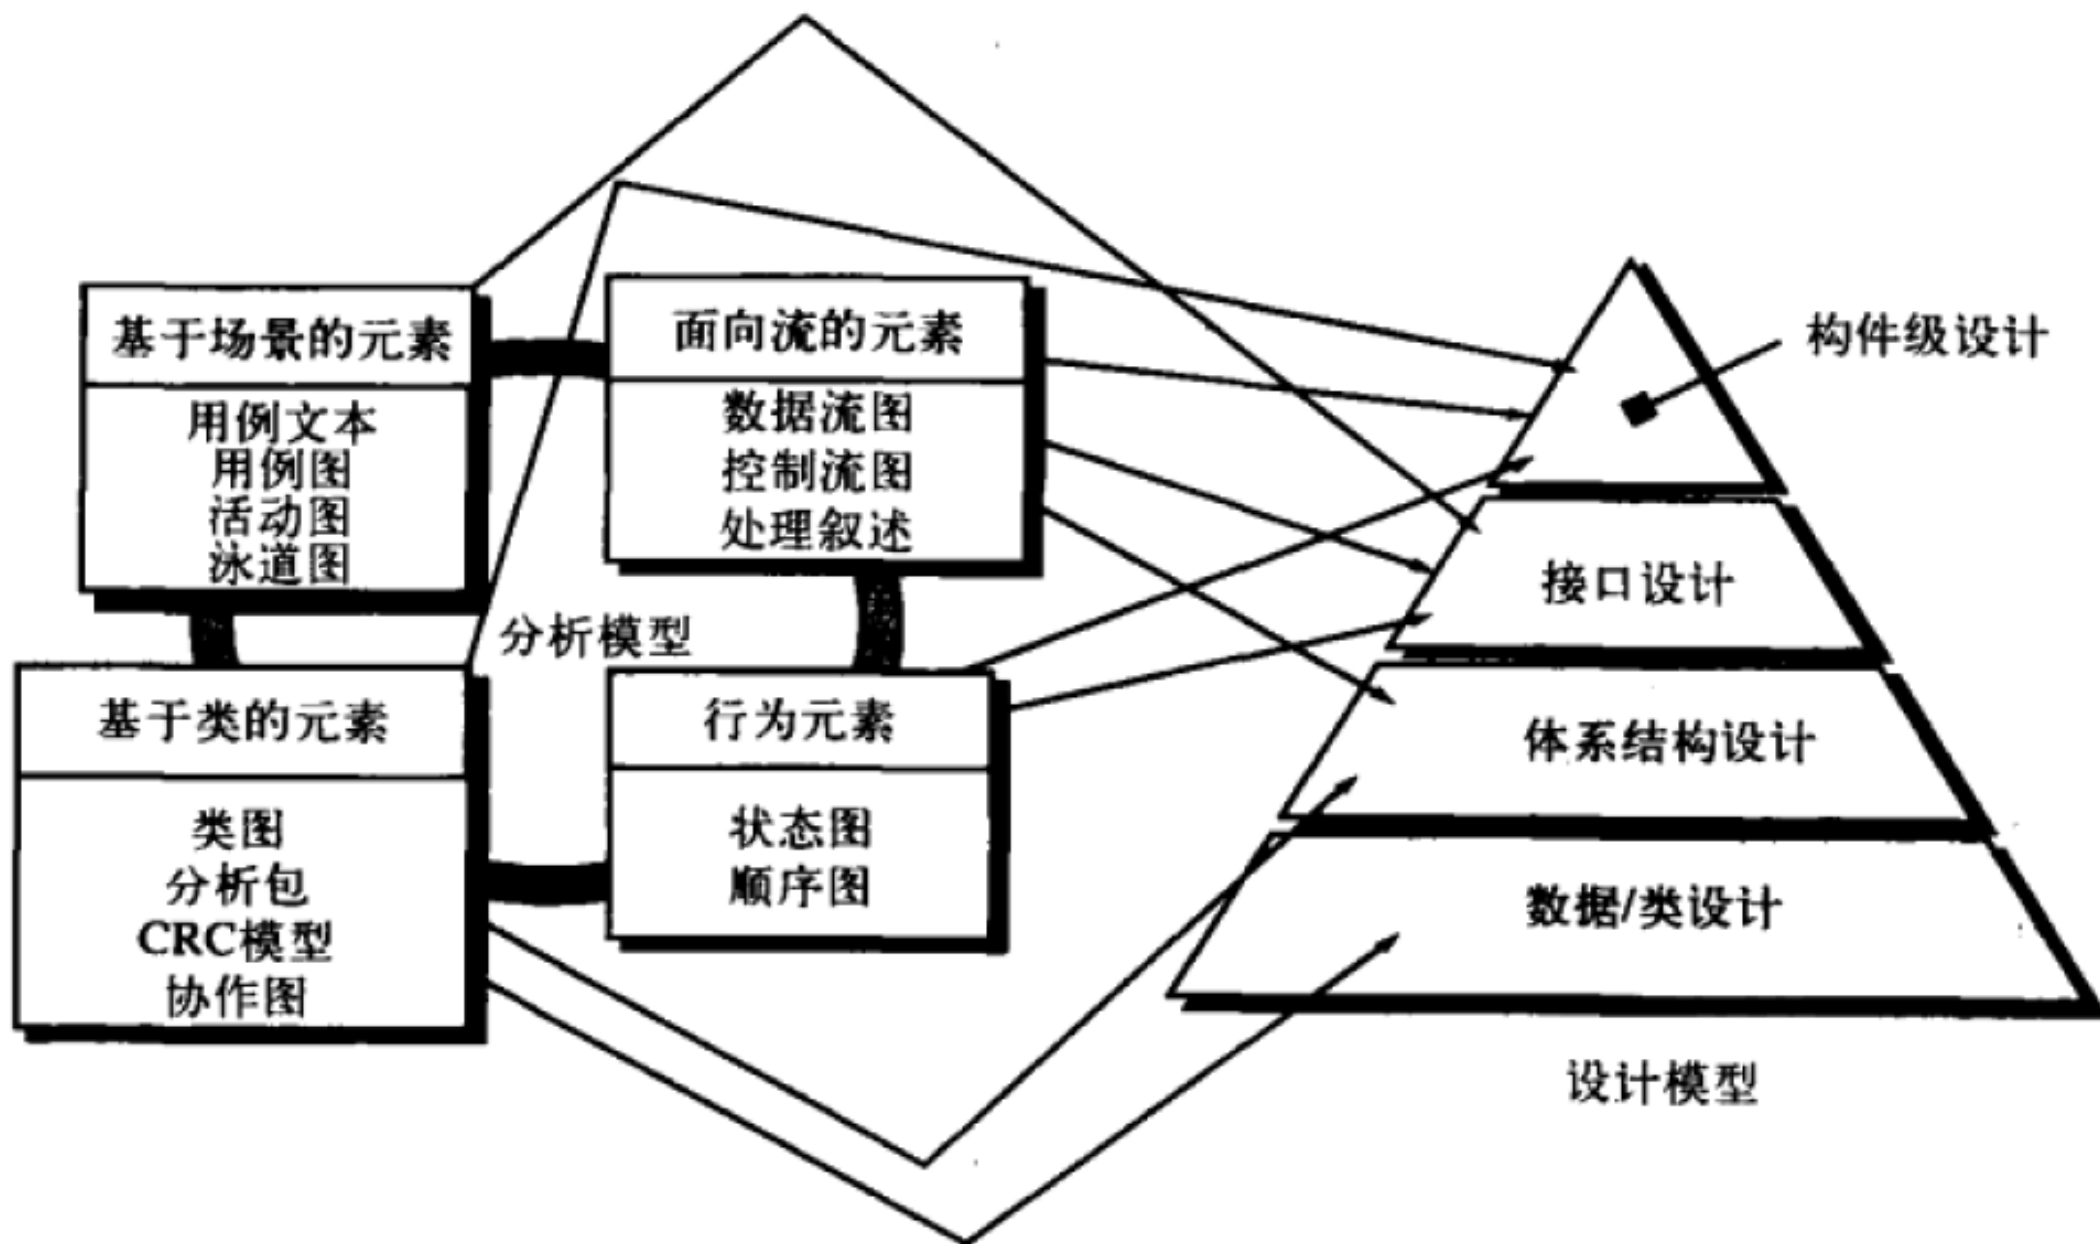 基于场景的元素
用例文本
用例图
活动图
泳道图
面向流的元素
数据流图
控制流图
处理叙述
分析模型
基于类的元素
类图
分析包
CRC模型
协作图
行为元素
状态图
顺序图
构件级设计
接口设计
体系结构设计
数据/类设计
设计模型